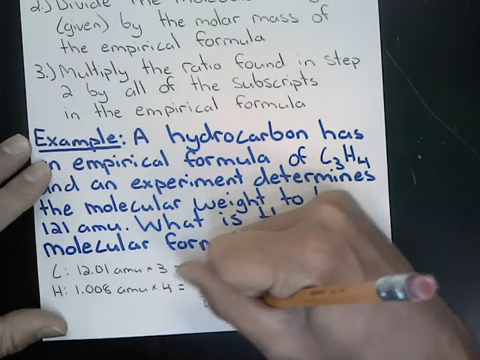 2.) Divide the
(given) by the molar mass of
the empirical formula
3.) Multiply the ratio found in step
2 by all of the subscripts
in the empirical formula
Example: A hydrocarbon has
an empirical formula of C₃H₄
and an experiment determines
the molecular weight to
121 amu. What is
molecular
C: 12.01 amu × 3 =
H: 1.008 amu × 4 =